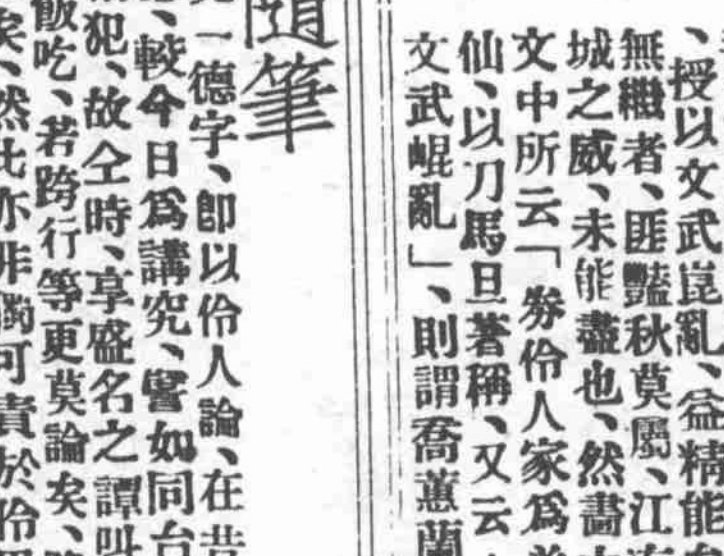 、授以文武崑亂、益精能
無繼者、匪豔秋莫屬、江
城之威、未能盡也、然
文中所云「劵伶人家爲
仙、以刀馬旦著稱、又云
文武崐亂」、則謂喬蕙蘭
隨筆
一德字、卽以伶人論、在昔
、較今日爲講究、譬如同台
犯、故仝時、享盛名之譚
飯吃、若跨行等更莫論矣、
矣、然此亦非獨可責於伶